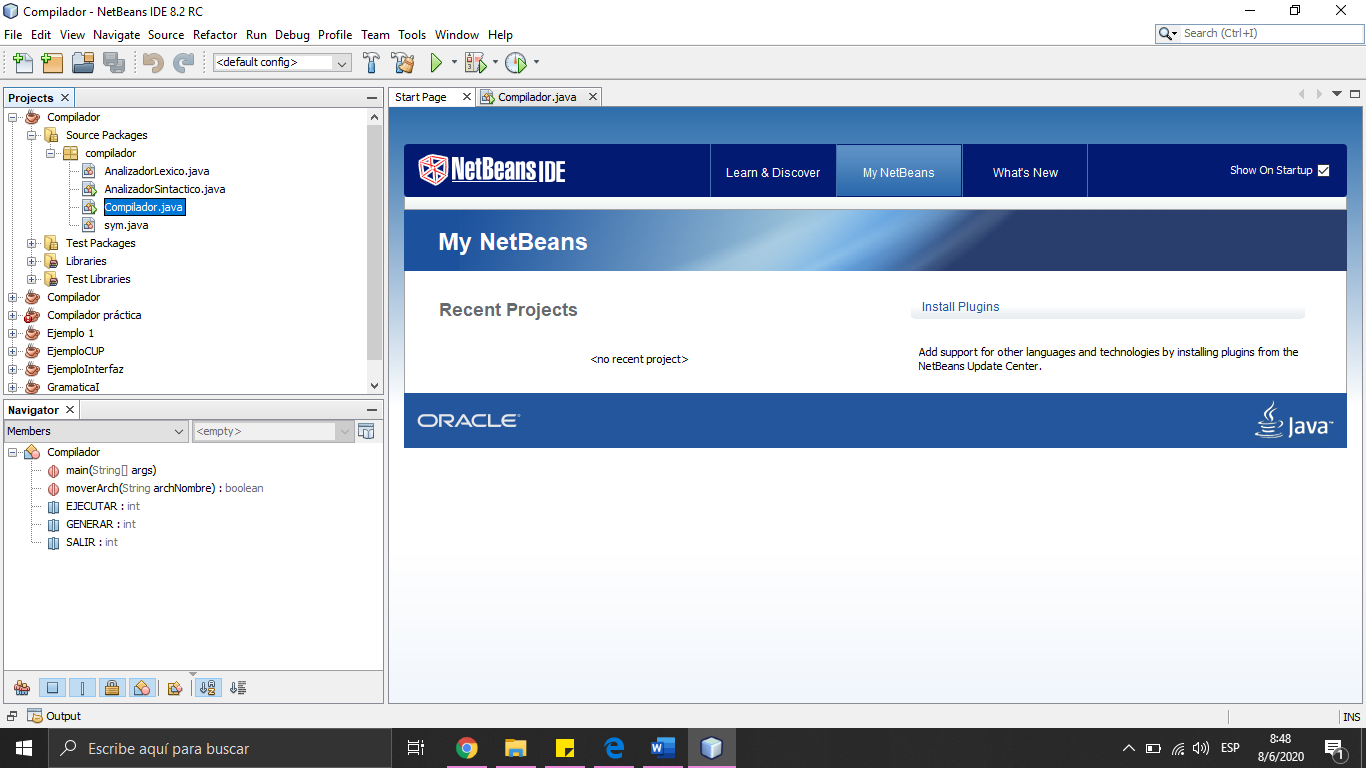 Compilador - NetBeans IDE 8.2 RC
File Edit View Navigate Source Refactor Run Debug Profile Team Tools Window Help
Search (Ctrl+I)
<default config>
Projects
Compilador
Source Packages
compilador
AnalizadorLexico.java
AnalizadorSintactico.java
Compilador.java
sym.java
Test Packages
Libraries
Test Libraries
Compilador
Compilador práctica
Ejemplo 1
EjemploCUP
EjemploInterfaz
GramaticaI
Navigator
Members
<empty>
Compilador
main(String[] args)
moverArch(String archNombre) : boolean
EJECUTAR : int
GENERAR : int
SALIR : int
Start Page Compilador.java
NetBeans IDE
Learn & Discover My NetBeans What's New
Show On Startup
My NetBeans
Recent Projects
<no recent project>
Install Plugins
Add support for other languages and technologies by installing plugins from the
NetBeans Update Center.
ORACLE
Java
Output
INS
Escribe aquí para buscar
ESP
8:48
8/6/2020
1